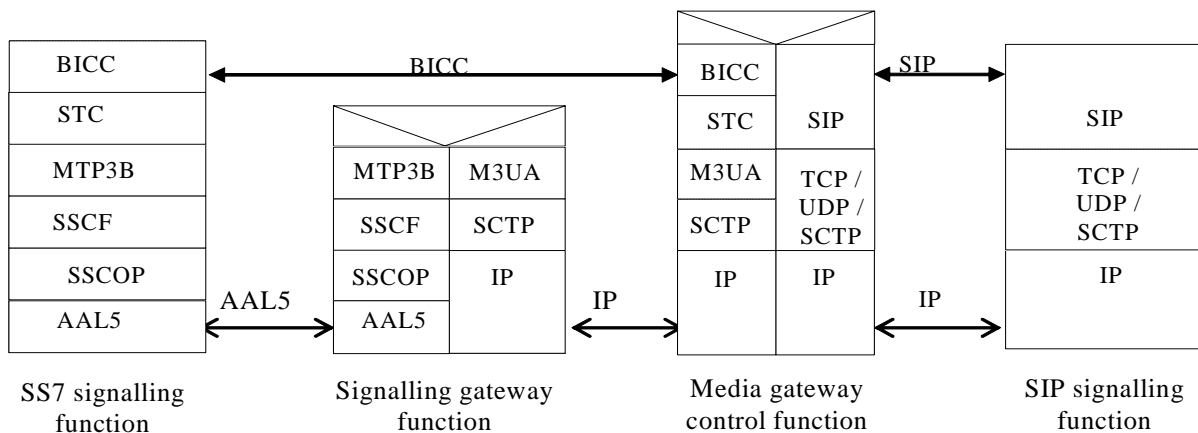 BICC
STC
MTP3B
SSCF
SSCOP
AAL5
BICC
AAL5
MTP3B
SSCF
SSCOP
AAL5
M3UA
SCTP
IP
IP
BICC
STC
M3UA
SCTP
IP
SIP
TCP /
UDP /
SCTP
IP
SIP
IP
SIP
TCP /
UDP /
SCTP
IP
SS7 signalling
function
Signalling gateway
function
Media gateway
control function
SIP signalling
function